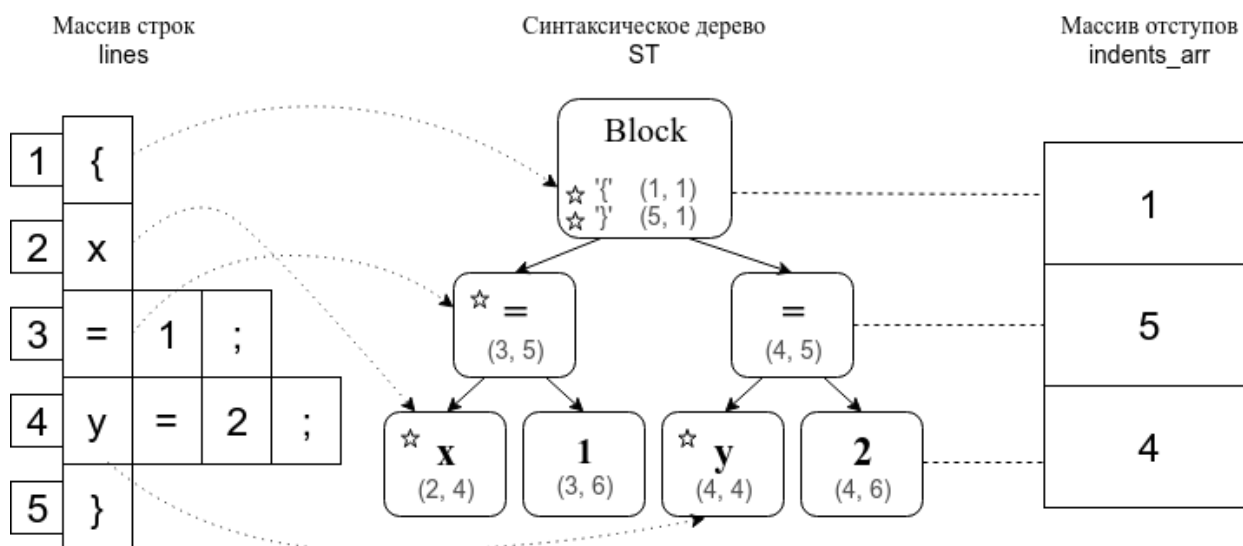 Массив строк
lines
Синтаксическое дерево
ST
Массив отступов
indents_arr
1 {
2 x
3 = 1 ;
4 y = 2 ;
5 }
Block
'{' (1, 1)
'}' (5, 1)
=
(3, 5)
=
(4, 5)
x
(2, 4)
1
(3, 6)
y
(4, 4)
2
(4, 6)
1
5
4